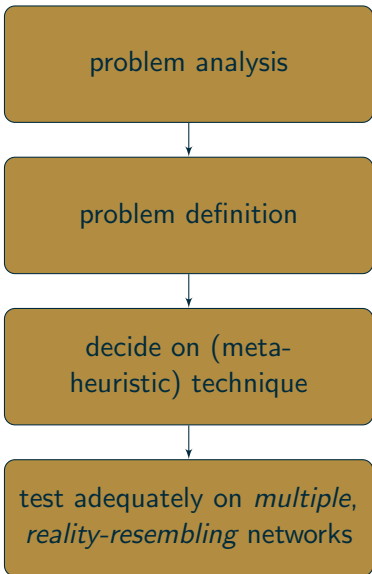 problem analysis
problem definition
decide on (meta-
heuristic) technique
test adequately on multiple,
reality-resembling networks